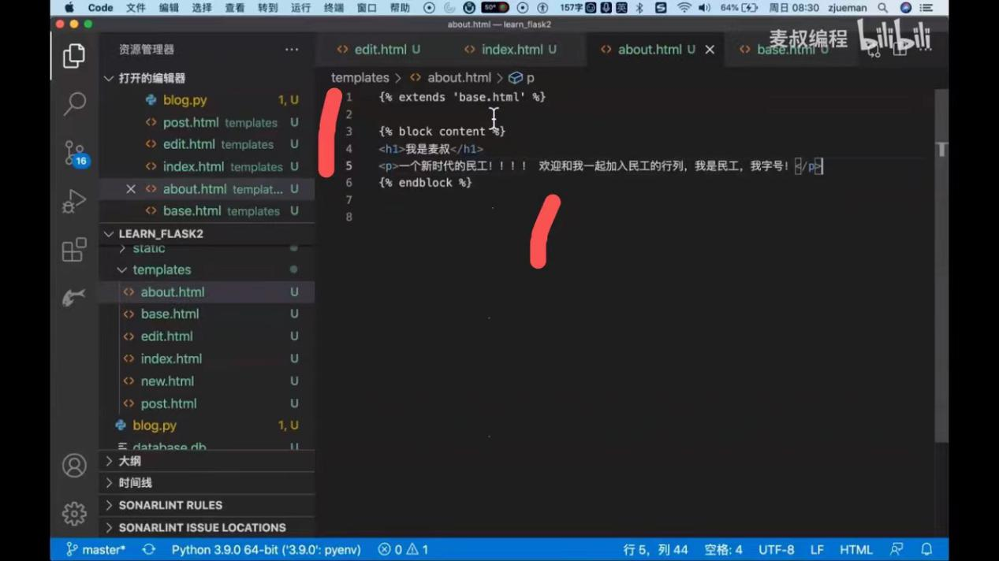 Code 文件 编辑 选择 查看 转到 运行 终端 窗口 帮助 50° 157字 英 64% 周日 08:30 zjueman
about.html — learn_flask2
麦叔编程 bilibili
资源管理器 ···
edit.html U index.html U about.html U base.html U
打开的编辑器
blog.py 1, U
post.html templates U
edit.html templates U
index.html templates U
about.html templat... U
base.html templates U
LEARN_FLASK2
static
templates
about.html U
base.html U
edit.html U
index.html U
new.html U
post.html U
blog.py 1, U
database.db
大纲
时间线
SONARLINT RULES
SONARLINT ISSUE LOCATIONS
16
templates > about.html > p
1 {% extends 'base.html' %}
2
3 {% block content %}
4 <h1>我是麦叔</h1>
5 <p>一个新时代的民工！！！！ 欢迎和我一起加入民工的行列，我是民工，我字号！</p>
6 {% endblock %}
7
8
master* Python 3.9.0 64-bit ('3.9.0': pyenv) 0 1 行 5，列 44 空格: 4 UTF-8 LF HTML